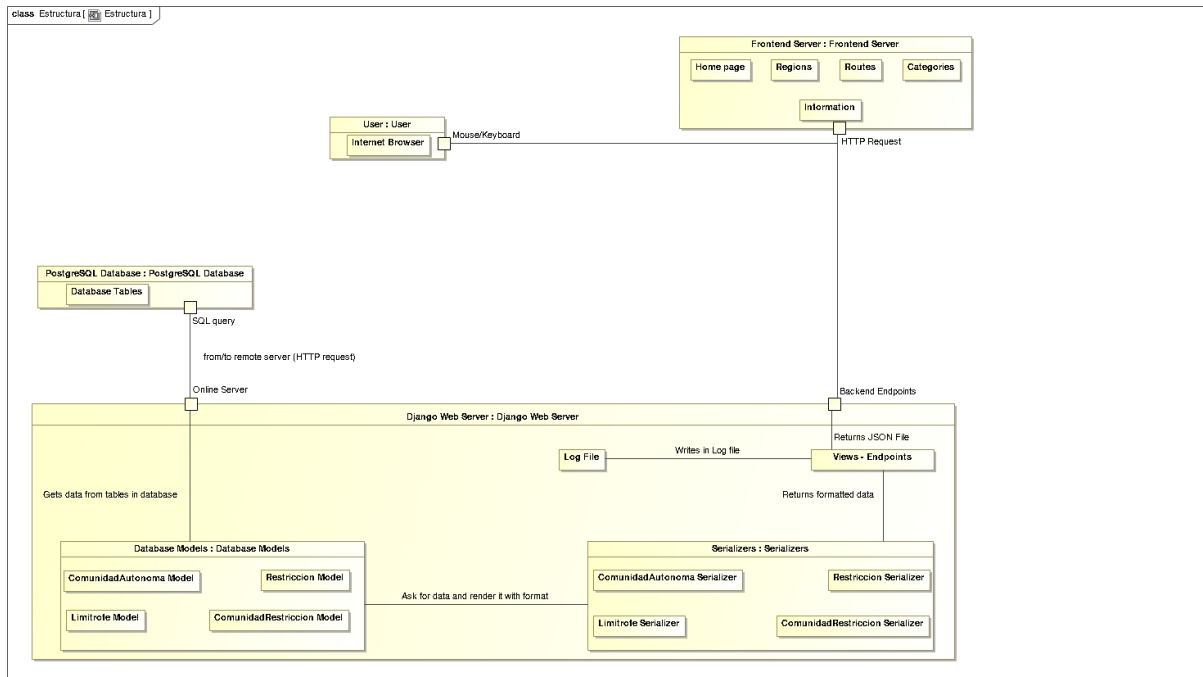 class Estructura [ Estructura ]
Frontend Server : Frontend Server
Home page
Regions
Routes
Categories
Information
User : User
Internet Browser
Mouse/Keyboard
HTTP Request
PostgreSQL Database : PostgreSQL Database
Database Tables
SQL query
from/to remote server (HTTP request)
Online Server
Backend Endpoints
Django Web Server : Django Web Server
Returns JSON File
Log File
Writes in Log file
Views - Endpoints
Gets data from tables in database
Returns formatted data
Database Models : Database Models
ComunidadAutonoma Model
Restriccion Model
Limitrofe Model
ComunidadRestriccion Model
Ask for data and render it with format
Serializers : Serializers
ComunidadAutonoma Serializer
Restriccion Serializer
Limitrofe Serializer
ComunidadRestriccion Serializer